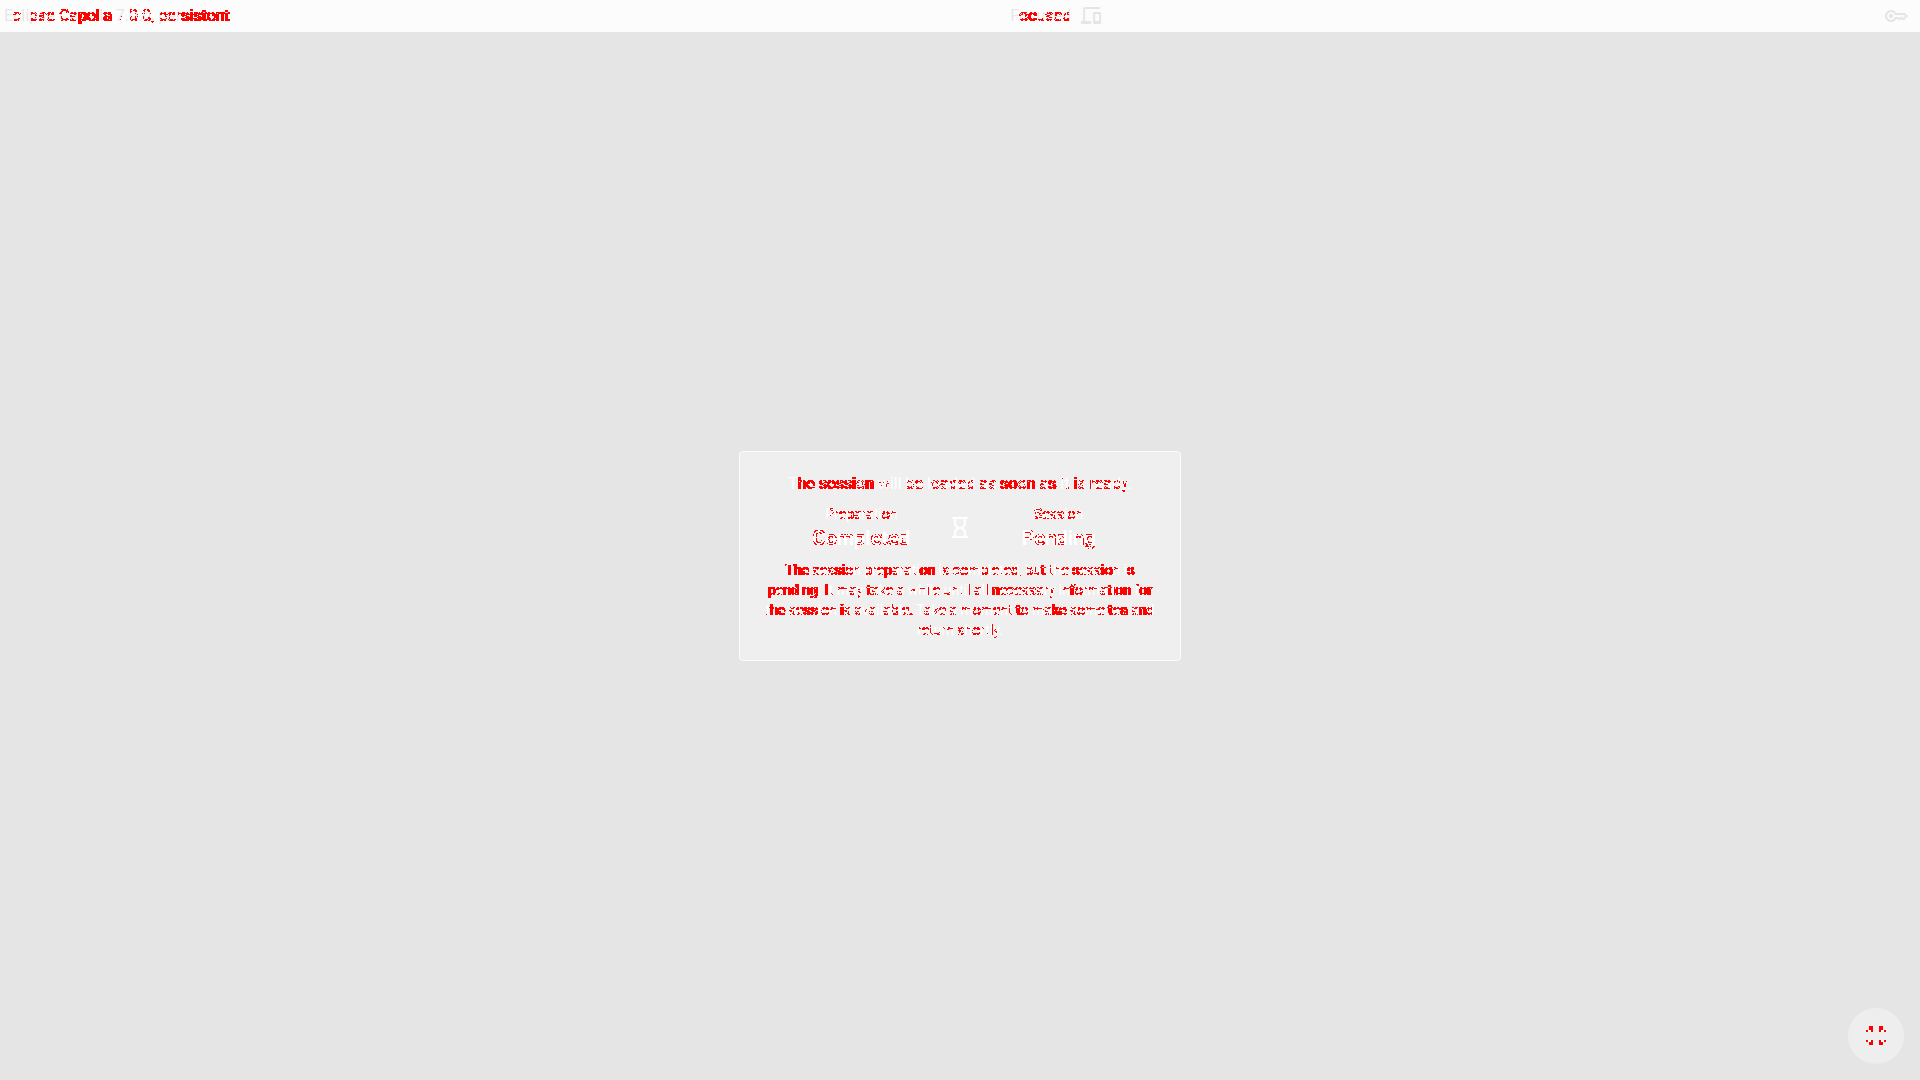 Capella 7.0.0, persistent
Focused
The session will be loaded as soon as it is ready
Preparation
Completed
Session
Pending
The session preparation is completed, but the session is
pending. It may take a while until all necessary information for
the session is available. Take a moment to make some tea and
return shortly.